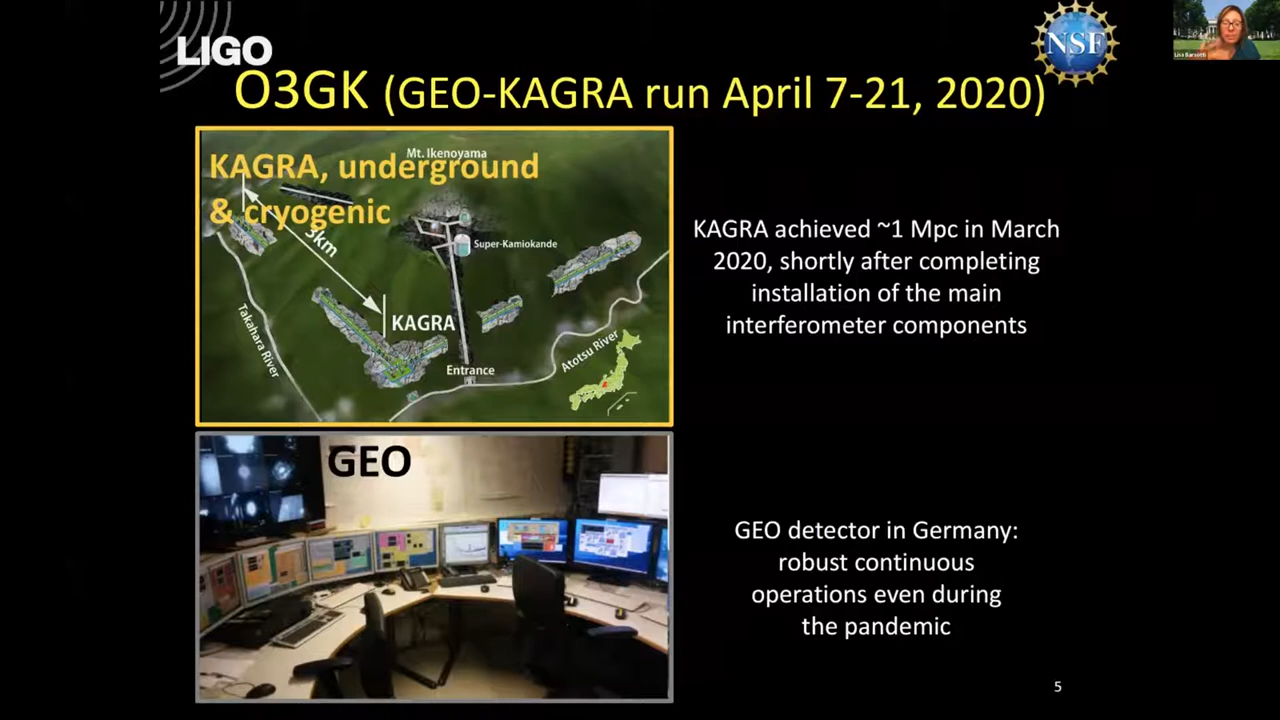 LIGO
NSF
Lisa Barsotti
O3GK (GEO-KAGRA run April 7-21, 2020)
KAGRA, underground
& cryogenic
Mt. Ikenoyama
3km
Super-Kamiokande
KAGRA
Takahara River
Entrance
Atotsu River
KAGRA achieved ~1 Mpc in March
2020, shortly after completing
installation of the main
interferometer components
GEO
GEO detector in Germany:
robust continuous
operations even during
the pandemic
5